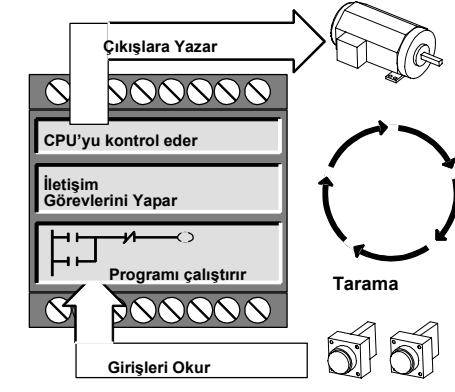 Çıkışlara Yazar
CPU'yu kontrol eder
İletişim
Görevlerini Yapar
Programı çalıştırır
Tarama
Girişleri Okur